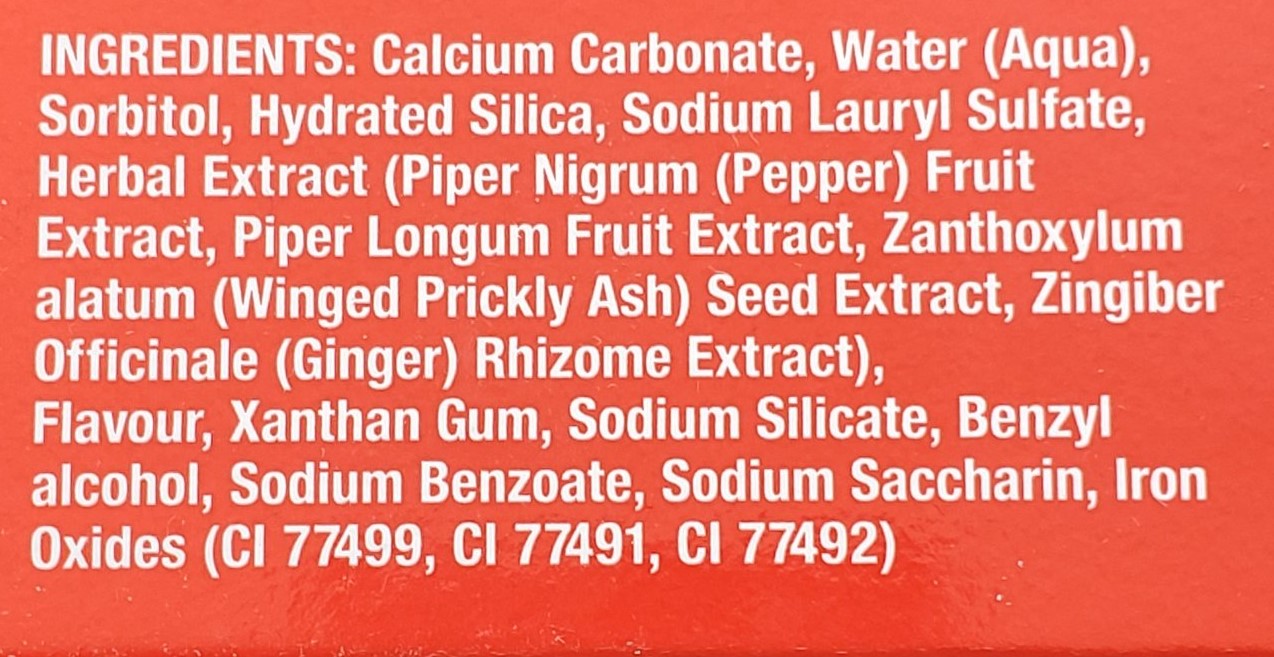 INGREDIENTS: Calcium Carbonate, Water (Aqua),
Sorbitol, Hydrated Silica, Sodium Lauryl Sulfate,
Herbal Extract (Piper Nigrum (Pepper) Fruit
Extract, Piper Longum Fruit Extract, Zanthoxylum
alatum (Winged Prickly Ash) Seed Extract, Zingiber
Officinale (Ginger) Rhizome Extract),
Flavour, Xanthan Gum, Sodium Silicate, Benzyl
alcohol, Sodium Benzoate, Sodium Saccharin, Iron
Oxides (CI 77499, CI 77491, CI 77492)